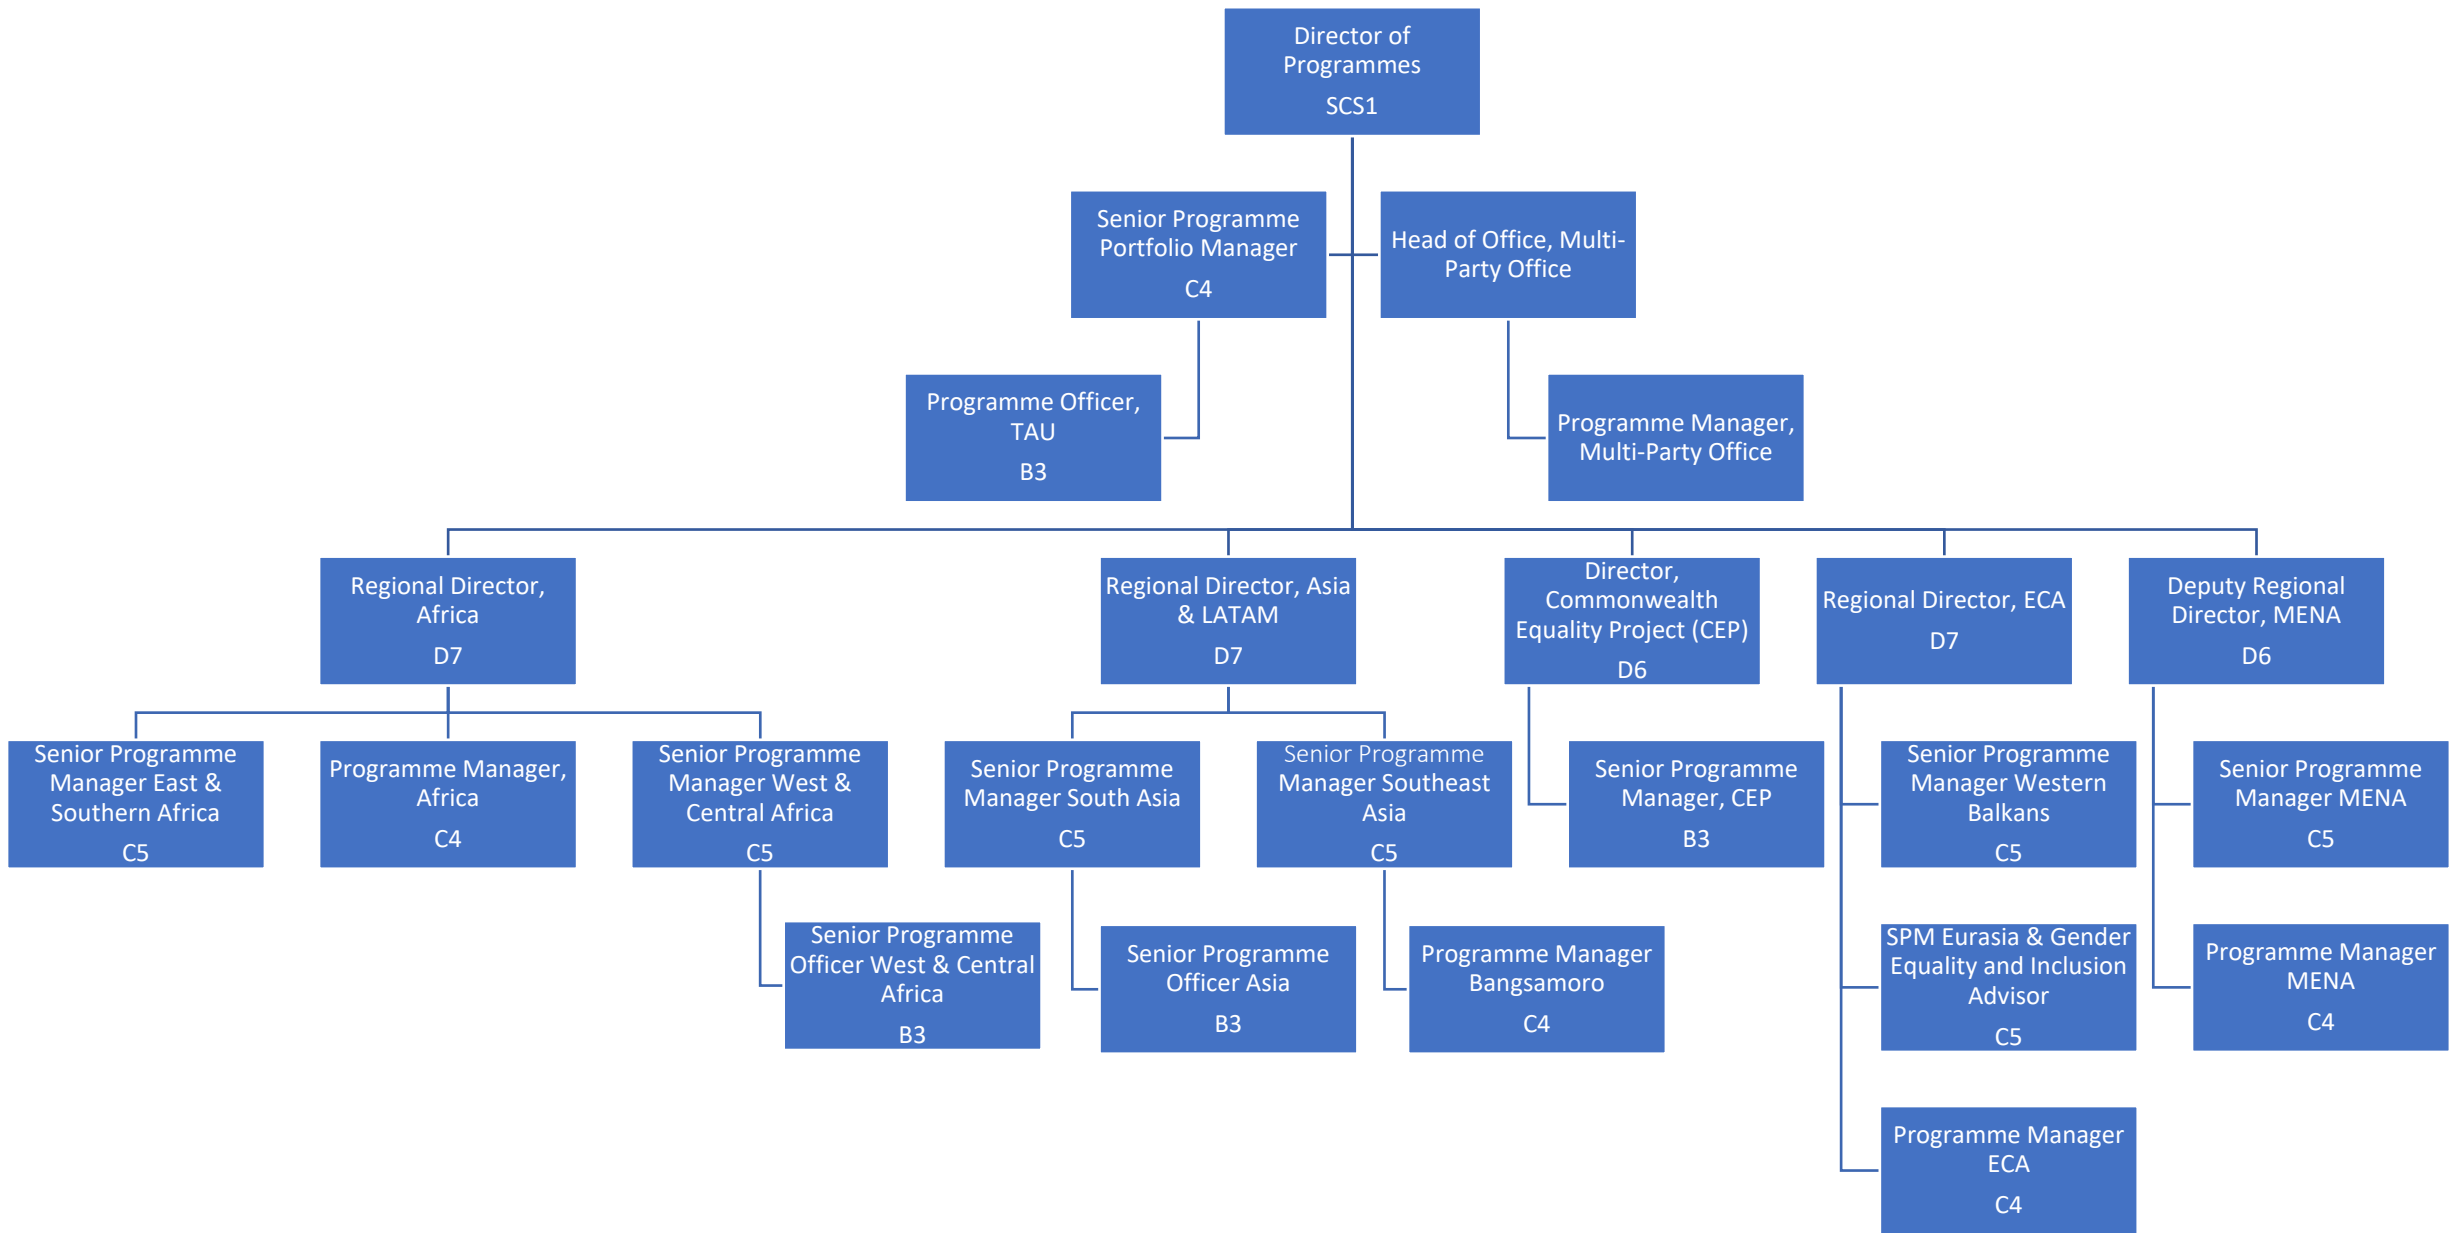 Director of
Programmes
SCS1
Senior Programme
Portfolio Manager
C4
Head of Office, Multi-
Party Office
Programme Officer,
TAU
B3
Programme Manager,
Multi-Party Office
Regional Director,
Africa
D7
Regional Director, Asia
& LATAM
D7
Director,
Commonwealth
Equality Project (CEP)
D6
Regional Director, ECA
D7
Deputy Regional
Director, MENA
D6
Senior Programme
Manager East &
Southern Africa
C5
Programme Manager,
Africa
C4
Senior Programme
Manager West &
Central Africa
C5
Senior Programme
Manager South Asia
C5
Senior Programme
Manager Southeast
Asia
C5
Senior Programme
Manager, CEP
B3
Senior Programme
Manager Western
Balkans
C5
Senior Programme
Manager MENA
C5
Senior Programme
Officer West & Central
Africa
B3
Senior Programme
Officer Asia
B3
Programme Manager
Bangsamoro
C4
SPM Eurasia & Gender
Equality and Inclusion
Advisor
C5
Programme Manager
MENA
C4
Programme Manager
ECA
C4